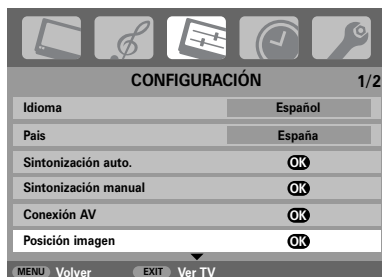 CONFIGURACIÓN 1/2
Idioma Español
Pais España
Sintonización auto. OK
Sintonización manual OK
Conexión AV OK
Posición imagen OK
MENU Volver EXIT Ver TV